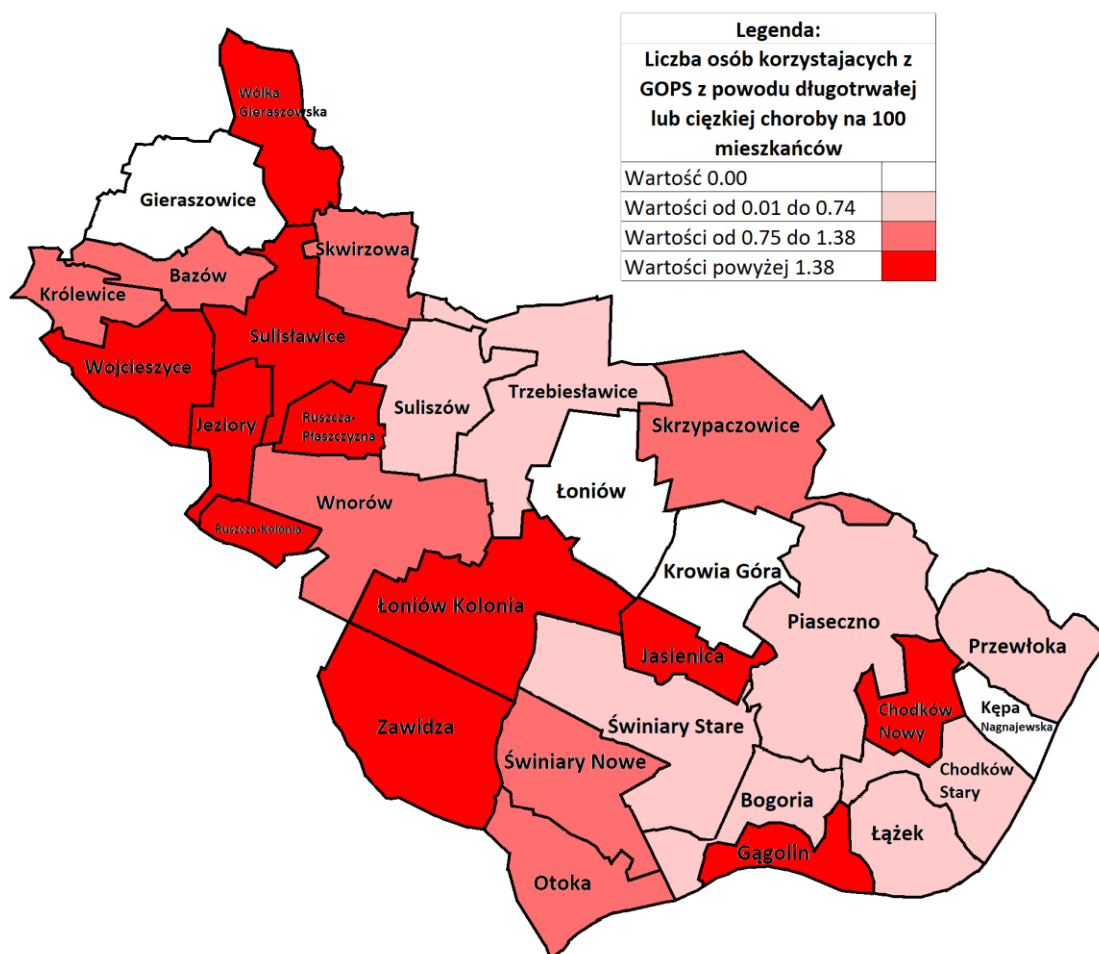 Legenda:
Liczba osób korzystajacych z
GOPS z powodu długotrwałej
lub cięzkiej choroby na 100
mieszkańców
Wartość 0.00
Wartości od 0.01 do 0.74
Wartości od 0.75 do 1.38
Wartości powyżej 1.38
Wólka
Gieraszowska
Gieraszowice
Skwirzowa
Bazów
Królewice
Sulisławice
Wojcieszyce
Trzebiesławice
Suliszów
Ruszcza-
Płaszczyzna
Jeziory
Skrzypaczowice
Łoniów
Wnorów
Ruszcza-Kolonia
Krowia Góra
Łoniów Kolonia
Piaseczno
Przewłoka
Jasienica
Chodków
Nowy
Kępa
Nagnajewska
Zawidza
Świniary Stare
Świniary Nowe
Chodków
Stary
Bogoria
Łążek
Gągolin
Otoka